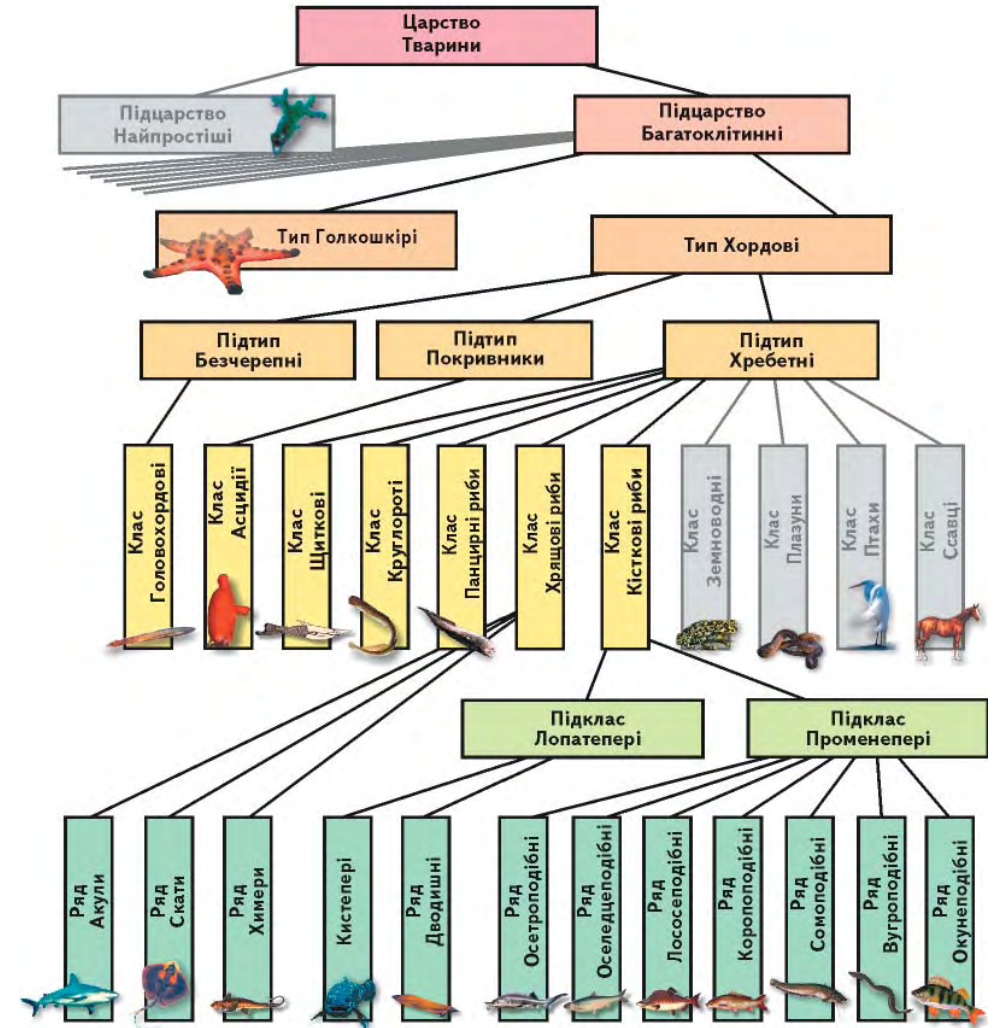 Царство
Тварини
Підцарство
Найпростіші
Підцарство
Багатоклітинні
Тип Голкошкірі
Тип Хордові
Підтип
Безчерепні
Підтип
Покривники
Підтип
Хребетні
Клас
Головохордові
Клас
Асцидії
Клас
Щиткові
Клас
Круглороті
Клас
Панцирні риби
Клас
Хрящові риби
Клас
Кісткові риби
Клас
Земноводні
Клас
Плазуни
Клас
Птахи
Клас
Ссавці
Підклас
Лопатепері
Підклас
Променепері
Ряд
Акули
Ряд
Скати
Ряд
Химери
Кистепері
Дводишні
Ряд
Осетроподібні
Ряд
Оселедцеподібні
Ряд
Лососеподібні
Ряд
Коропоподібні
Ряд
Сомоподібні
Ряд
Вугроподібні
Ряд
Окунеподібні